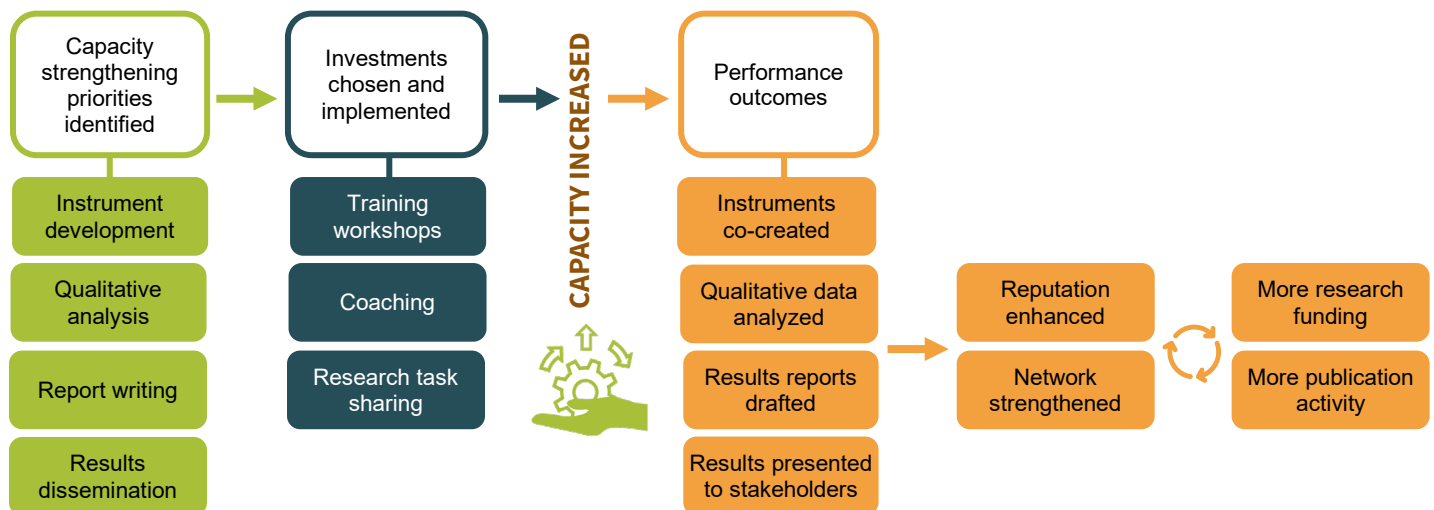 Capacity
strengthening
priorities
identified
Instrument
development
Qualitative
analysis
Report writing
Results
dissemination
Investments
chosen and
implemented
Training
workshops
Coaching
Research task
sharing
CAPACITY INCREASED
Performance
outcomes
Instruments
co-created
Qualitative data
analyzed
Results reports
drafted
Results presented
to stakeholders
Reputation
enhanced
Network
strengthened
More research
funding
More publication
activity